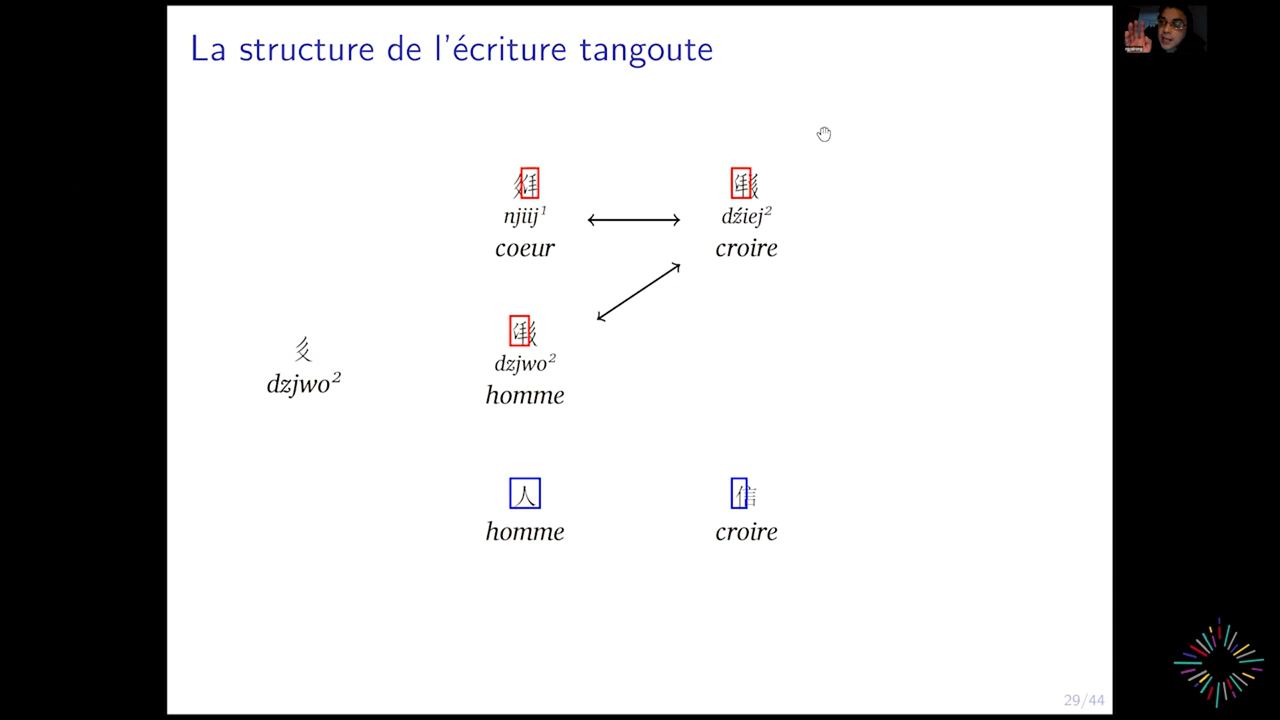 La structure de l'écriture tangoute
njiij¹
dźiej²
coeur
croire
dzjwo²
homme
dzjwo²
人
信
homme
croire
29/44